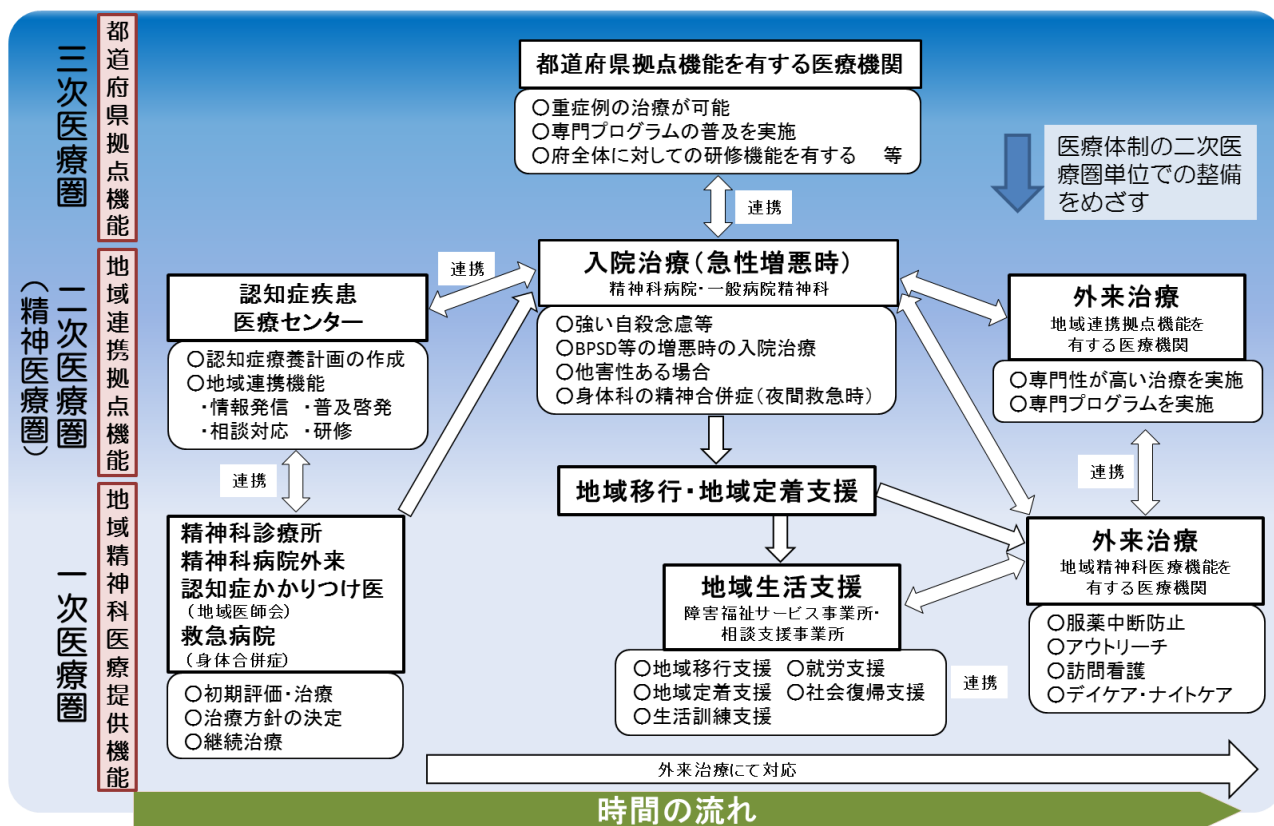 三次医療圏
都道府県拠点機能
都道府県拠点機能を有する医療機関
○重症例の治療が可能
○専門プログラムの普及を実施
○府全体に対しての研修機能を有する　等
医療体制の二次医
療圏単位での整備
をめざす
連携
二次医療圏
（精神医療圏）
地域連携拠点機能
認知症疾患
医療センター
○認知症療養計画の作成
○地域連携機能
・情報発信　・普及啓発
・相談対応　・研修
連携
入院治療（急性増悪時）
精神科病院・一般病院精神科
○強い自殺念慮等
○BPSD等の増悪時の入院治療
○他害性ある場合
○身体科の精神合併症（夜間救急時）
外来治療
地域連携拠点機能を
有する医療機関
○専門性が高い治療を実施
○専門プログラムを実施
連携
連携
地域移行・地域定着支援
一次医療圏
地域精神科医療提供機能
精神科診療所
精神科病院外来
認知症かかりつけ医
（地域医師会）
救急病院
（身体合併症）
○初期評価・治療
○治療方針の決定
○継続治療
地域生活支援
障害福祉サービス事業所・
相談支援事業所
○地域移行支援　○就労支援
○地域定着支援　○社会復帰支援
○生活訓練支援
連携
外来治療
地域精神科医療機能を
有する医療機関
○服薬中断防止
○アウトリーチ
○訪問看護
○デイケア・ナイトケア
外来治療にて対応
時間の流れ